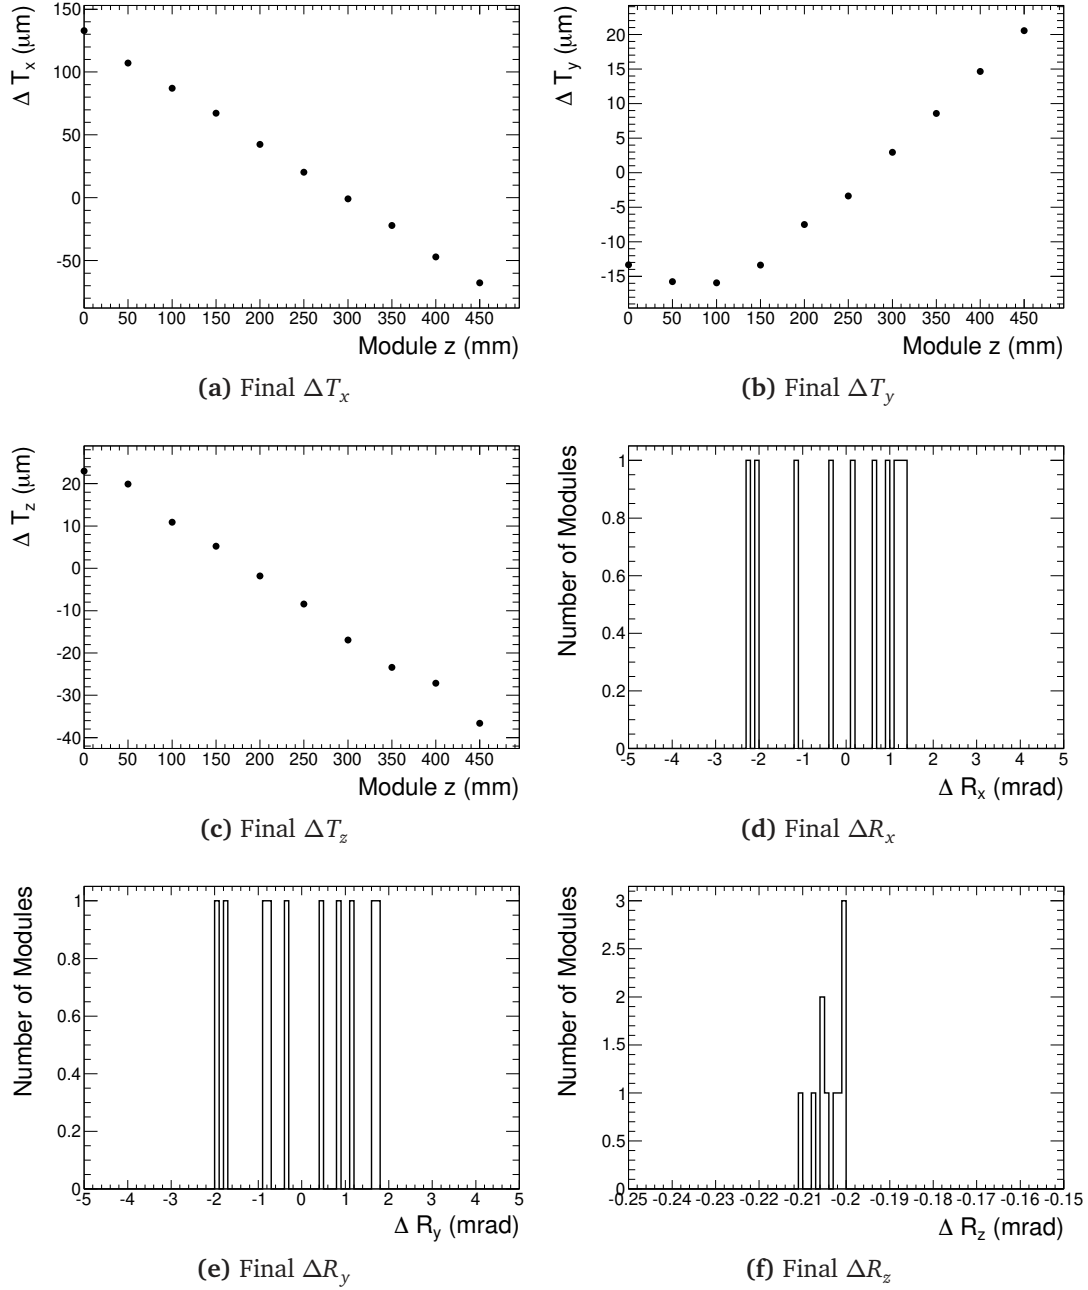 Δ Tₓ (μm)
150
100
50
0
-50
0 50 100 150 200 250 300 350 400 450
Module z (mm)
(a) Final ΔTₓ
Δ T_y (μm)
20
15
10
5
0
-5
-10
-15
0 50 100 150 200 250 300 350 400 450
Module z (mm)
(b) Final ΔT_y
Δ T_z (μm)
20
10
0
-10
-20
-30
-40
0 50 100 150 200 250 300 350 400 450
Module z (mm)
(c) Final ΔT_z
Number of Modules
1
0.8
0.6
0.4
0.2
0
-5 -4 -3 -2 -1 0 1 2 3 4 5
Δ Rₓ (mrad)
(d) Final ΔRₓ
Number of Modules
1
0.8
0.6
0.4
0.2
0
-5 -4 -3 -2 -1 0 1 2 3 4 5
Δ R_y (mrad)
(e) Final ΔR_y
Number of Modules
3
2.5
2
1.5
1
0.5
0
-0.25 -0.24 -0.23 -0.22 -0.21 -0.2 -0.19 -0.18 -0.17 -0.16 -0.15
Δ R_z (mrad)
(f) Final ΔR_z